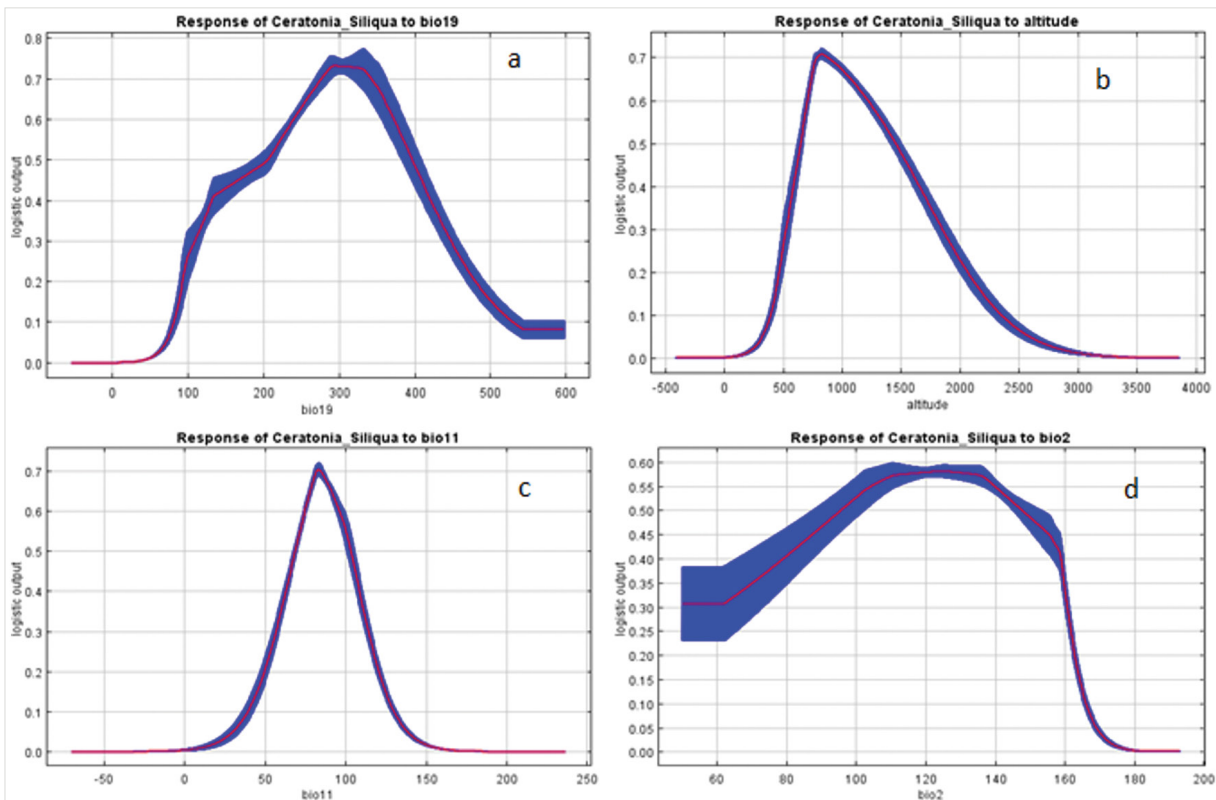 Response of Ceratonia_Siliqua to bio19
a
logistic output
0.8
0.7
0.6
0.5
0.4
0.3
0.2
0.1
0.0
0 100 200 300 400 500 600
bio19
Response of Ceratonia_Siliqua to altitude
b
logistic output
0.7
0.6
0.5
0.4
0.3
0.2
0.1
0.0
-500 0 500 1000 1500 2000 2500 3000 3500 4000
altitude
Response of Ceratonia_Siliqua to bio11
c
logistic output
0.7
0.6
0.5
0.4
0.3
0.2
0.1
0.0
-50 0 50 100 150 200 250
bio11
Response of Ceratonia_Siliqua to bio2
d
logistic output
0.60
0.55
0.50
0.45
0.40
0.35
0.30
0.25
0.20
0.15
0.10
0.05
0.00
60 80 100 120 140 160 180 200
bio2